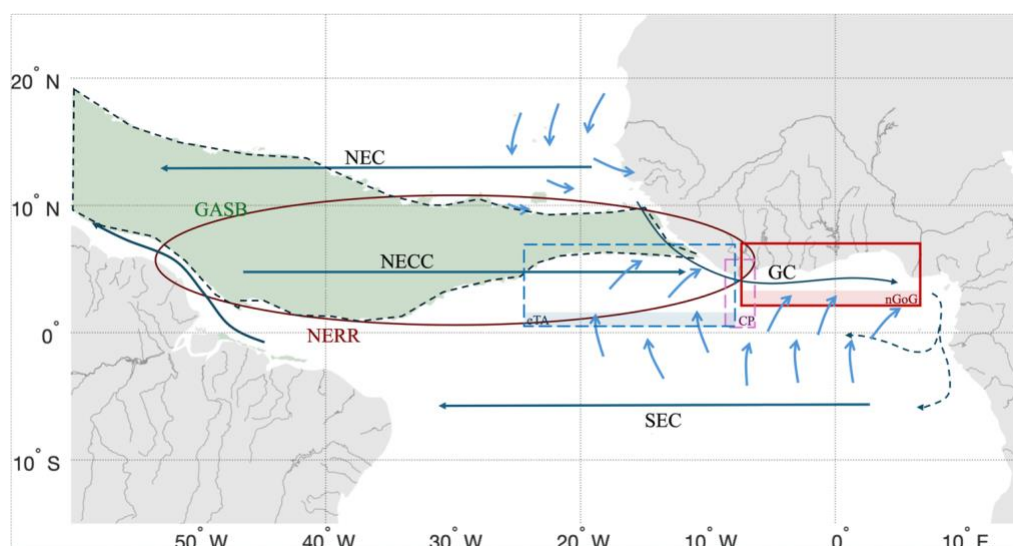 20° N
NEC
10° N
GASB
NECC
GC
nGoG
eTA
CP
0°
NERR
SEC
10° S
50° W
40° W
30° W
20° W
10° W
0°
10° E